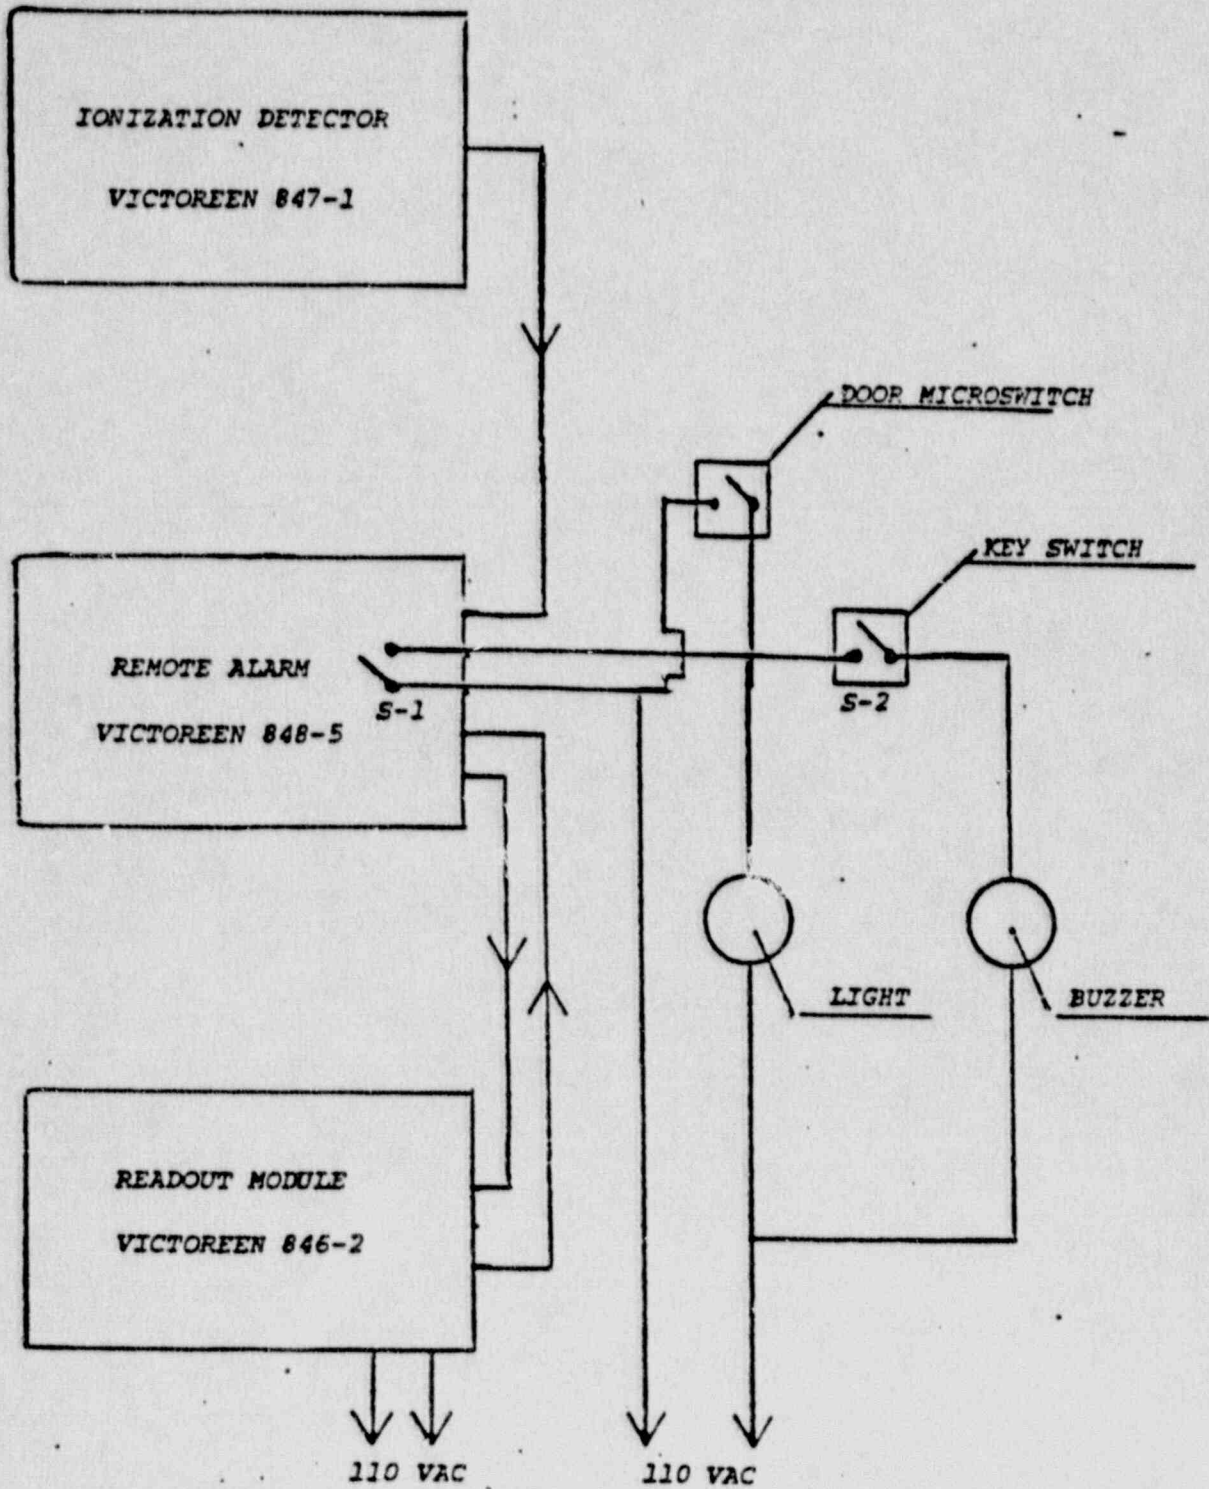 IONIZATION DETECTOR
VICTOREEN 847-1
DOOR MICROSWITCH
KEY SWITCH
REMOTE ALARM
S-1
VICTOREEN 848-5
S-2
LIGHT
BUZZER
READOUT MODULE
VICTOREEN 846-2
110 VAC
110 VAC